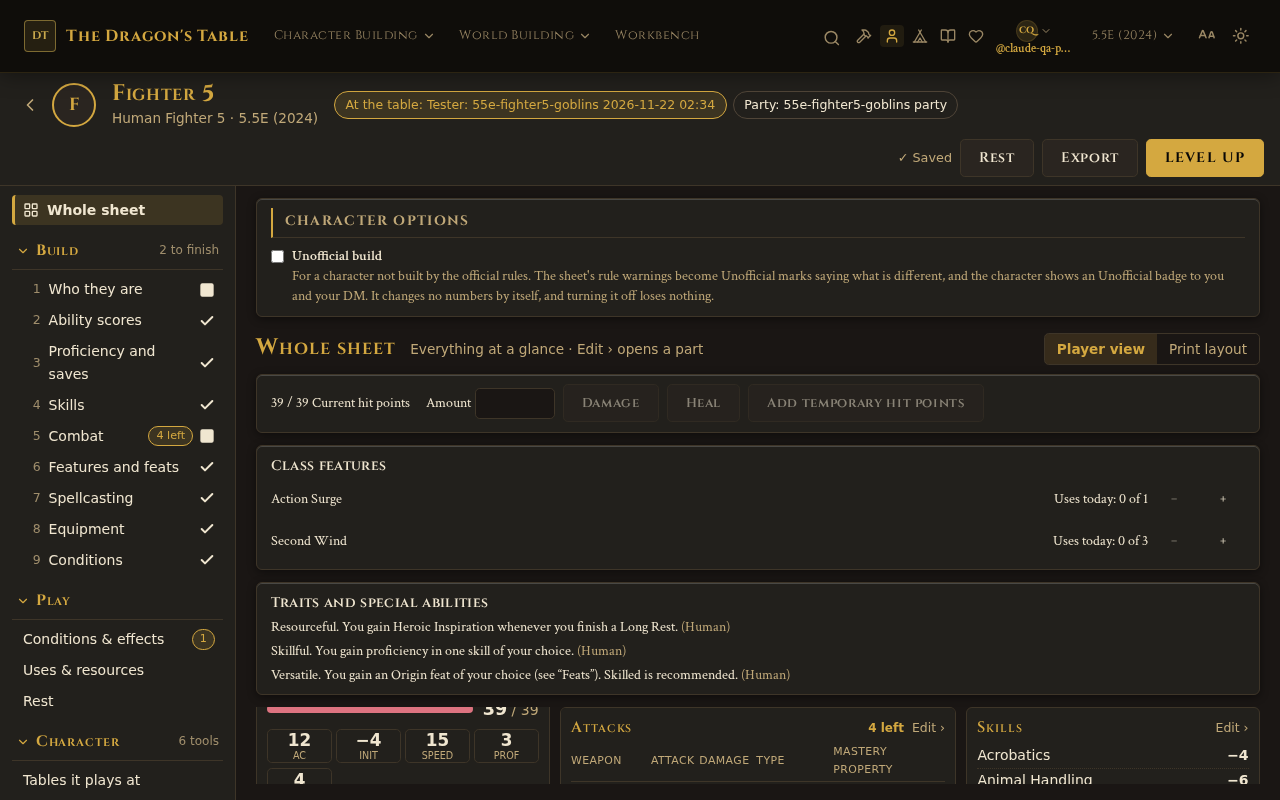 DT The Dragon's Table Character Building World Building Workbench CQ 5.5E (2024) AA
@claude-qa-p...
F Fighter 5
Human Fighter 5 · 5.5E (2024)
At the table: Tester: 55e-fighter5-goblins 2026-11-22 02:34 Party: 55e-fighter5-goblins party
✓ Saved Rest Export Level Up
Whole sheet
Build 2 to finish
1 Who they are
2 Ability scores
3 Proficiency and saves
4 Skills
5 Combat 4 left
6 Features and feats
7 Spellcasting
8 Equipment
9 Conditions
Play
Conditions & effects 1
Uses & resources
Rest
Character 6 tools
Tables it plays at
Character Options
Unofficial build
For a character not built by the official rules. The sheet's rule warnings become Unofficial marks saying what is different, and the character shows an Unofficial badge to you
and your DM. It changes no numbers by itself, and turning it off loses nothing.
Whole sheet Everything at a glance · Edit › opens a part Player view Print layout
39 / 39 Current hit points Amount Damage Heal Add temporary hit points
Class features
Action Surge Uses today: 0 of 1 − +
Second Wind Uses today: 0 of 3 − +
Traits and special abilities
Resourceful. You gain Heroic Inspiration whenever you finish a Long Rest. (Human)
Skillful. You gain proficiency in one skill of your choice. (Human)
Versatile. You gain an Origin feat of your choice (see “Feats”). Skilled is recommended. (Human)
39 / 39
12 AC
−4 INIT
15 SPEED
3 PROF
4
Attacks 4 left Edit ›
WEAPON ATTACK DAMAGE TYPE MASTERY PROPERTY
Skills Edit ›
Acrobatics −4
Animal Handling −6